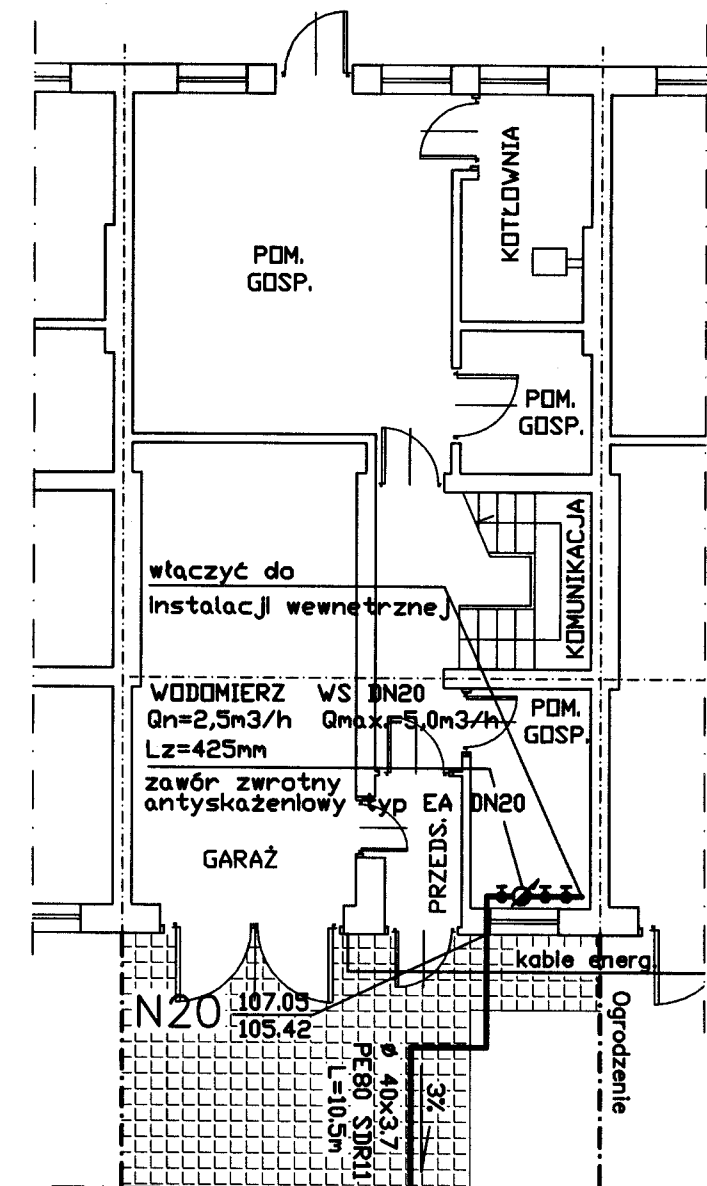 KOTŁOWNIA
POM.
GOSP.
POM.
GOSP.
KOMUNIKACJA
włączyć do
instalacji wewnętrznej
WODOMIERZ WS DN20
Qn=2,5m3/h Qmax=5,0m3/h
Lz=425mm
zawór zwrotny
antyskażeniowy typ EA DN20
POM.
GOSP.
GARAŻ
PRZEDS.
kable energ.
N20
107.05
105.42
Ogrodzenie
ø 40x3.7
PE80 SDR11
L=10.5m
3%